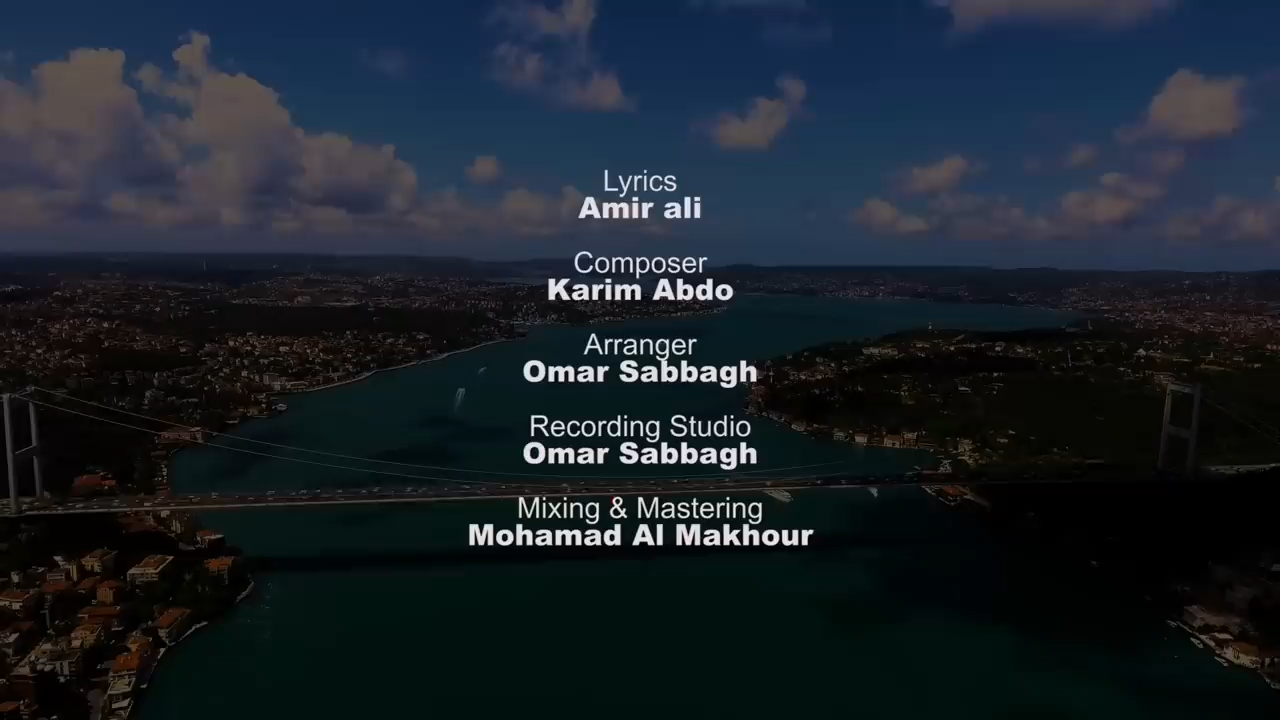 Lyrics
Amir ali
Composer
Karim Abdo
Arranger
Omar Sabbagh
Recording Studio
Omar Sabbagh
Mixing & Mastering
Mohamad Al Makhour